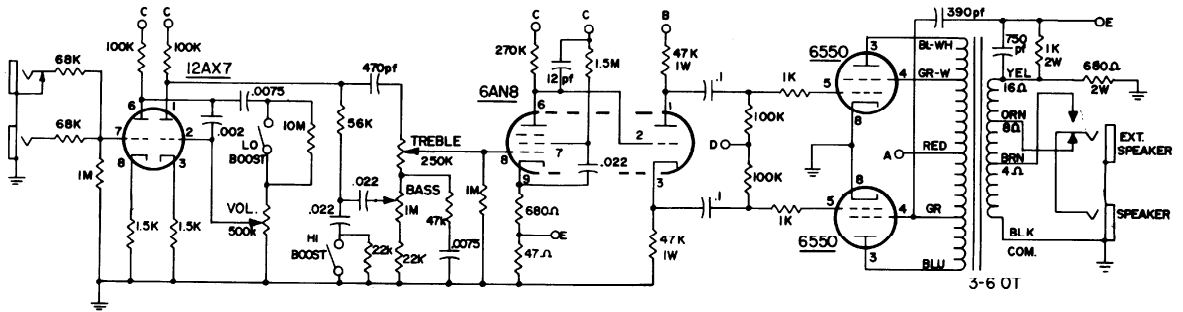 C C
100K 100K
12AX7
68K
68K
6 1
7 2
8 3
1M
1.5K 1.5K
.0075
.002
LO
BOOST
10M
VOL.
500K
470pf
56K
.022
.022
HI
BOOST
22K
22K
TREBLE
250K
BASS
1M
47K
.0075
1M
C C B
270K
12 pf
1.5M
47K
1W
6AN8
6 1
7 2
8
9 3
.022
680Ω
E
47Ω
47K
1W
.1
.1
100K
D
100K
1K
1K
6550
3
5 4
8
8
5 4
3
6550
390pf
E
BL-WH
GR-W
A RED
GR
BLU
750
pf
1K
2W
680Ω
2W
YEL
16Ω
ORN
8Ω
BRN
4Ω
BLK
COM.
EXT.
SPEAKER
SPEAKER
3-6 OT